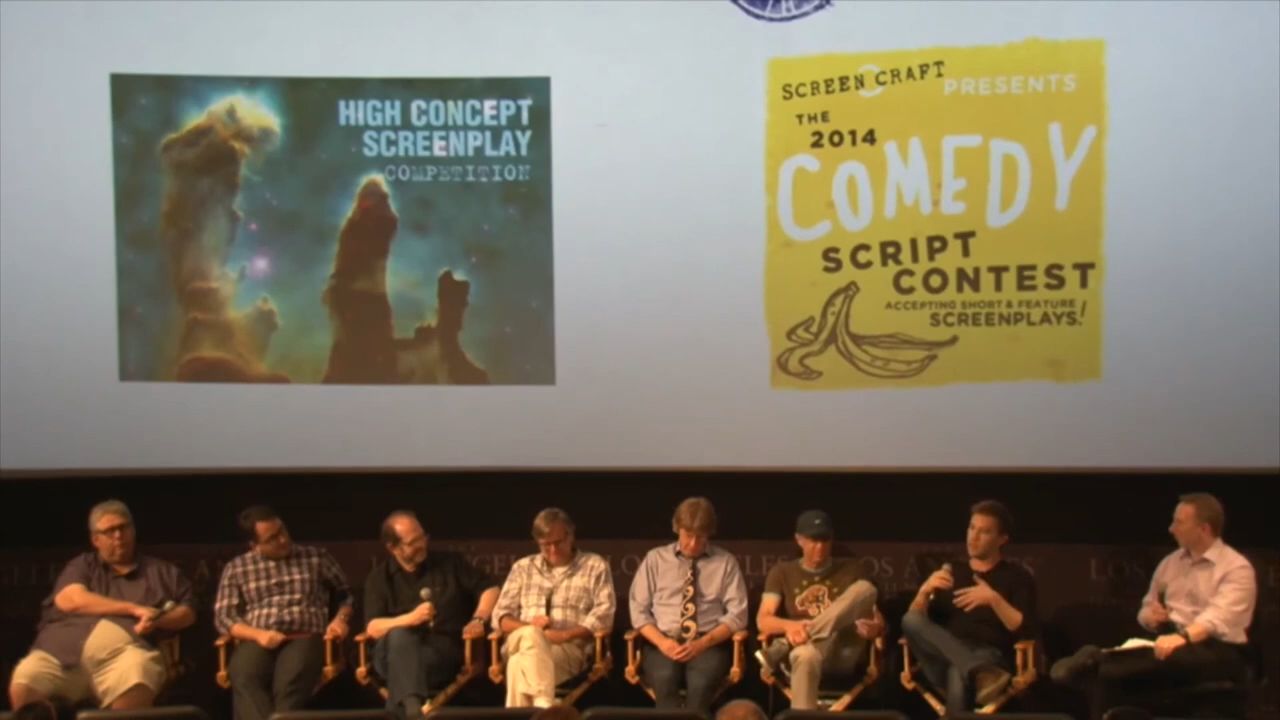 HIGH CONCEPT
SCREENPLAY
COMPETITION
SCREEN CRAFT PRESENTS
THE
2014
COMEDY
SCRIPT
CONTEST
ACCEPTING SHORT & FEATURE
SCREENPLAYS!